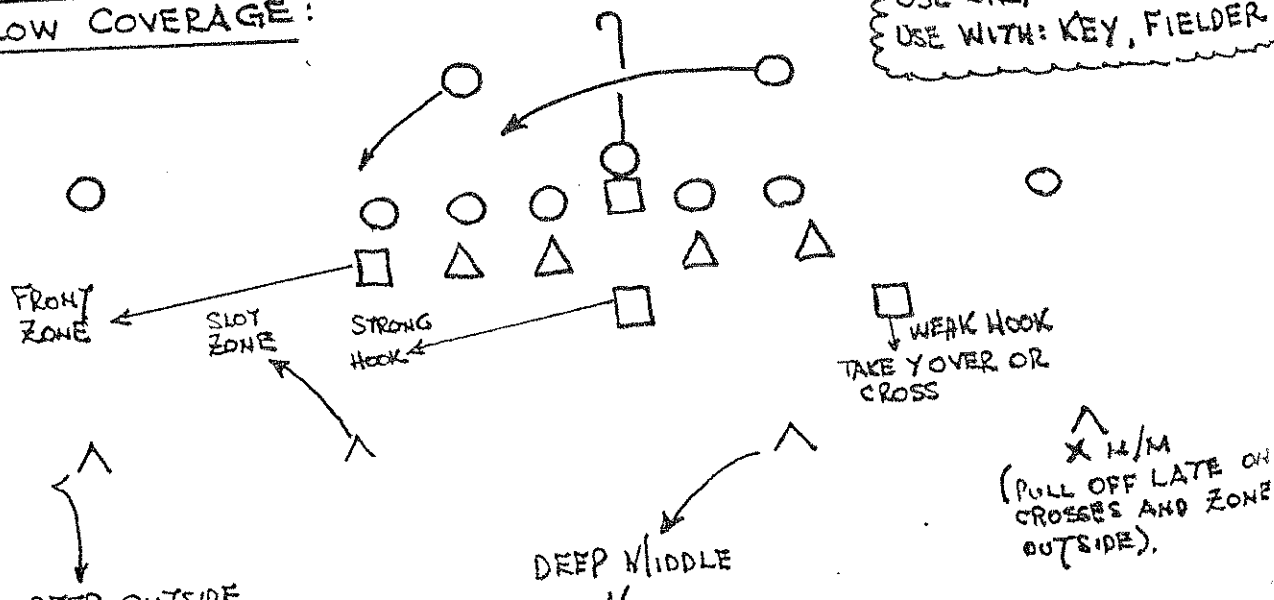 OW COVERAGE:
USE WITH: KEY, FIELDER
FRONT
ZONE
SLOT
ZONE
STRONG
HOOK
WEAK HOOK
TAKE Y OVER OR
CROSS
X M/M
(PULL OFF LATE ON
CROSSES AND ZONE
OUTSIDE).
DEEP MIDDLE
DEEP OUTSIDE